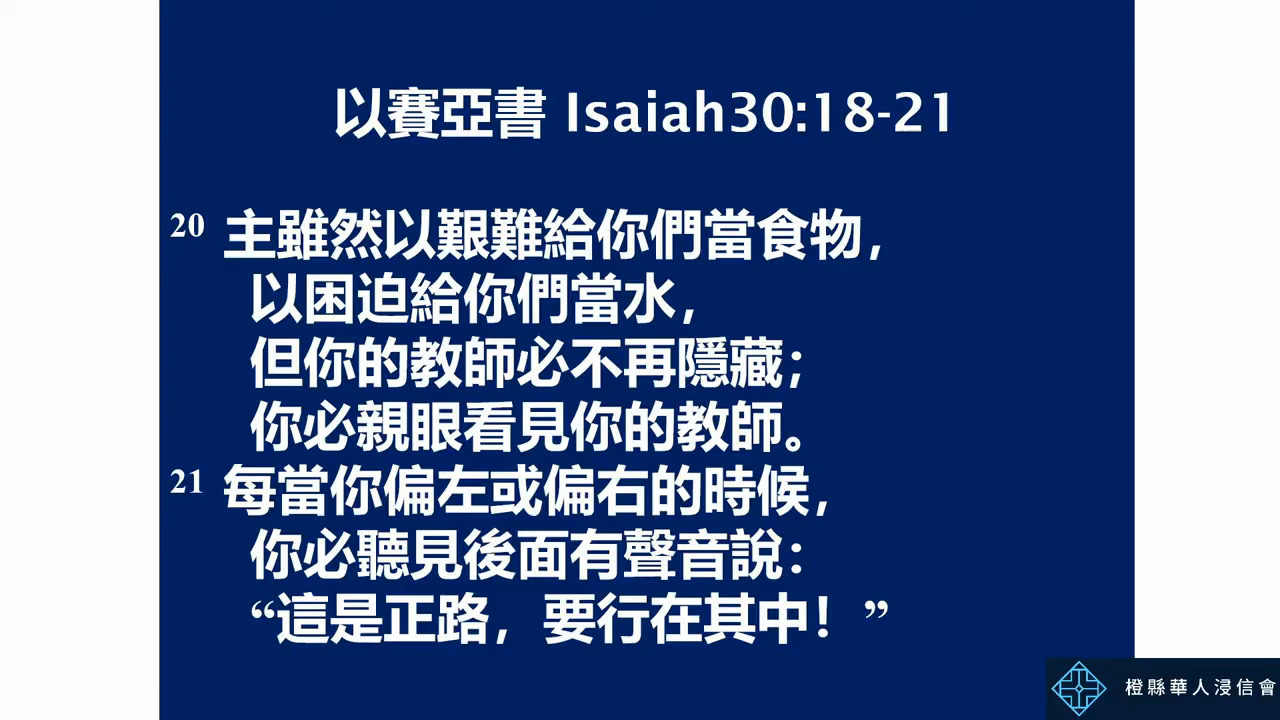 以賽亞書 Isaiah30:18-21
20 主雖然以艱難給你們當食物,
以困迫給你們當水,
但你的教師必不再隱藏;
你必親眼看見你的教師。
21 每當你偏左或偏右的時候,
你必聽見後面有聲音說:
“這是正路, 要行在其中! ”
橙縣華人浸信會